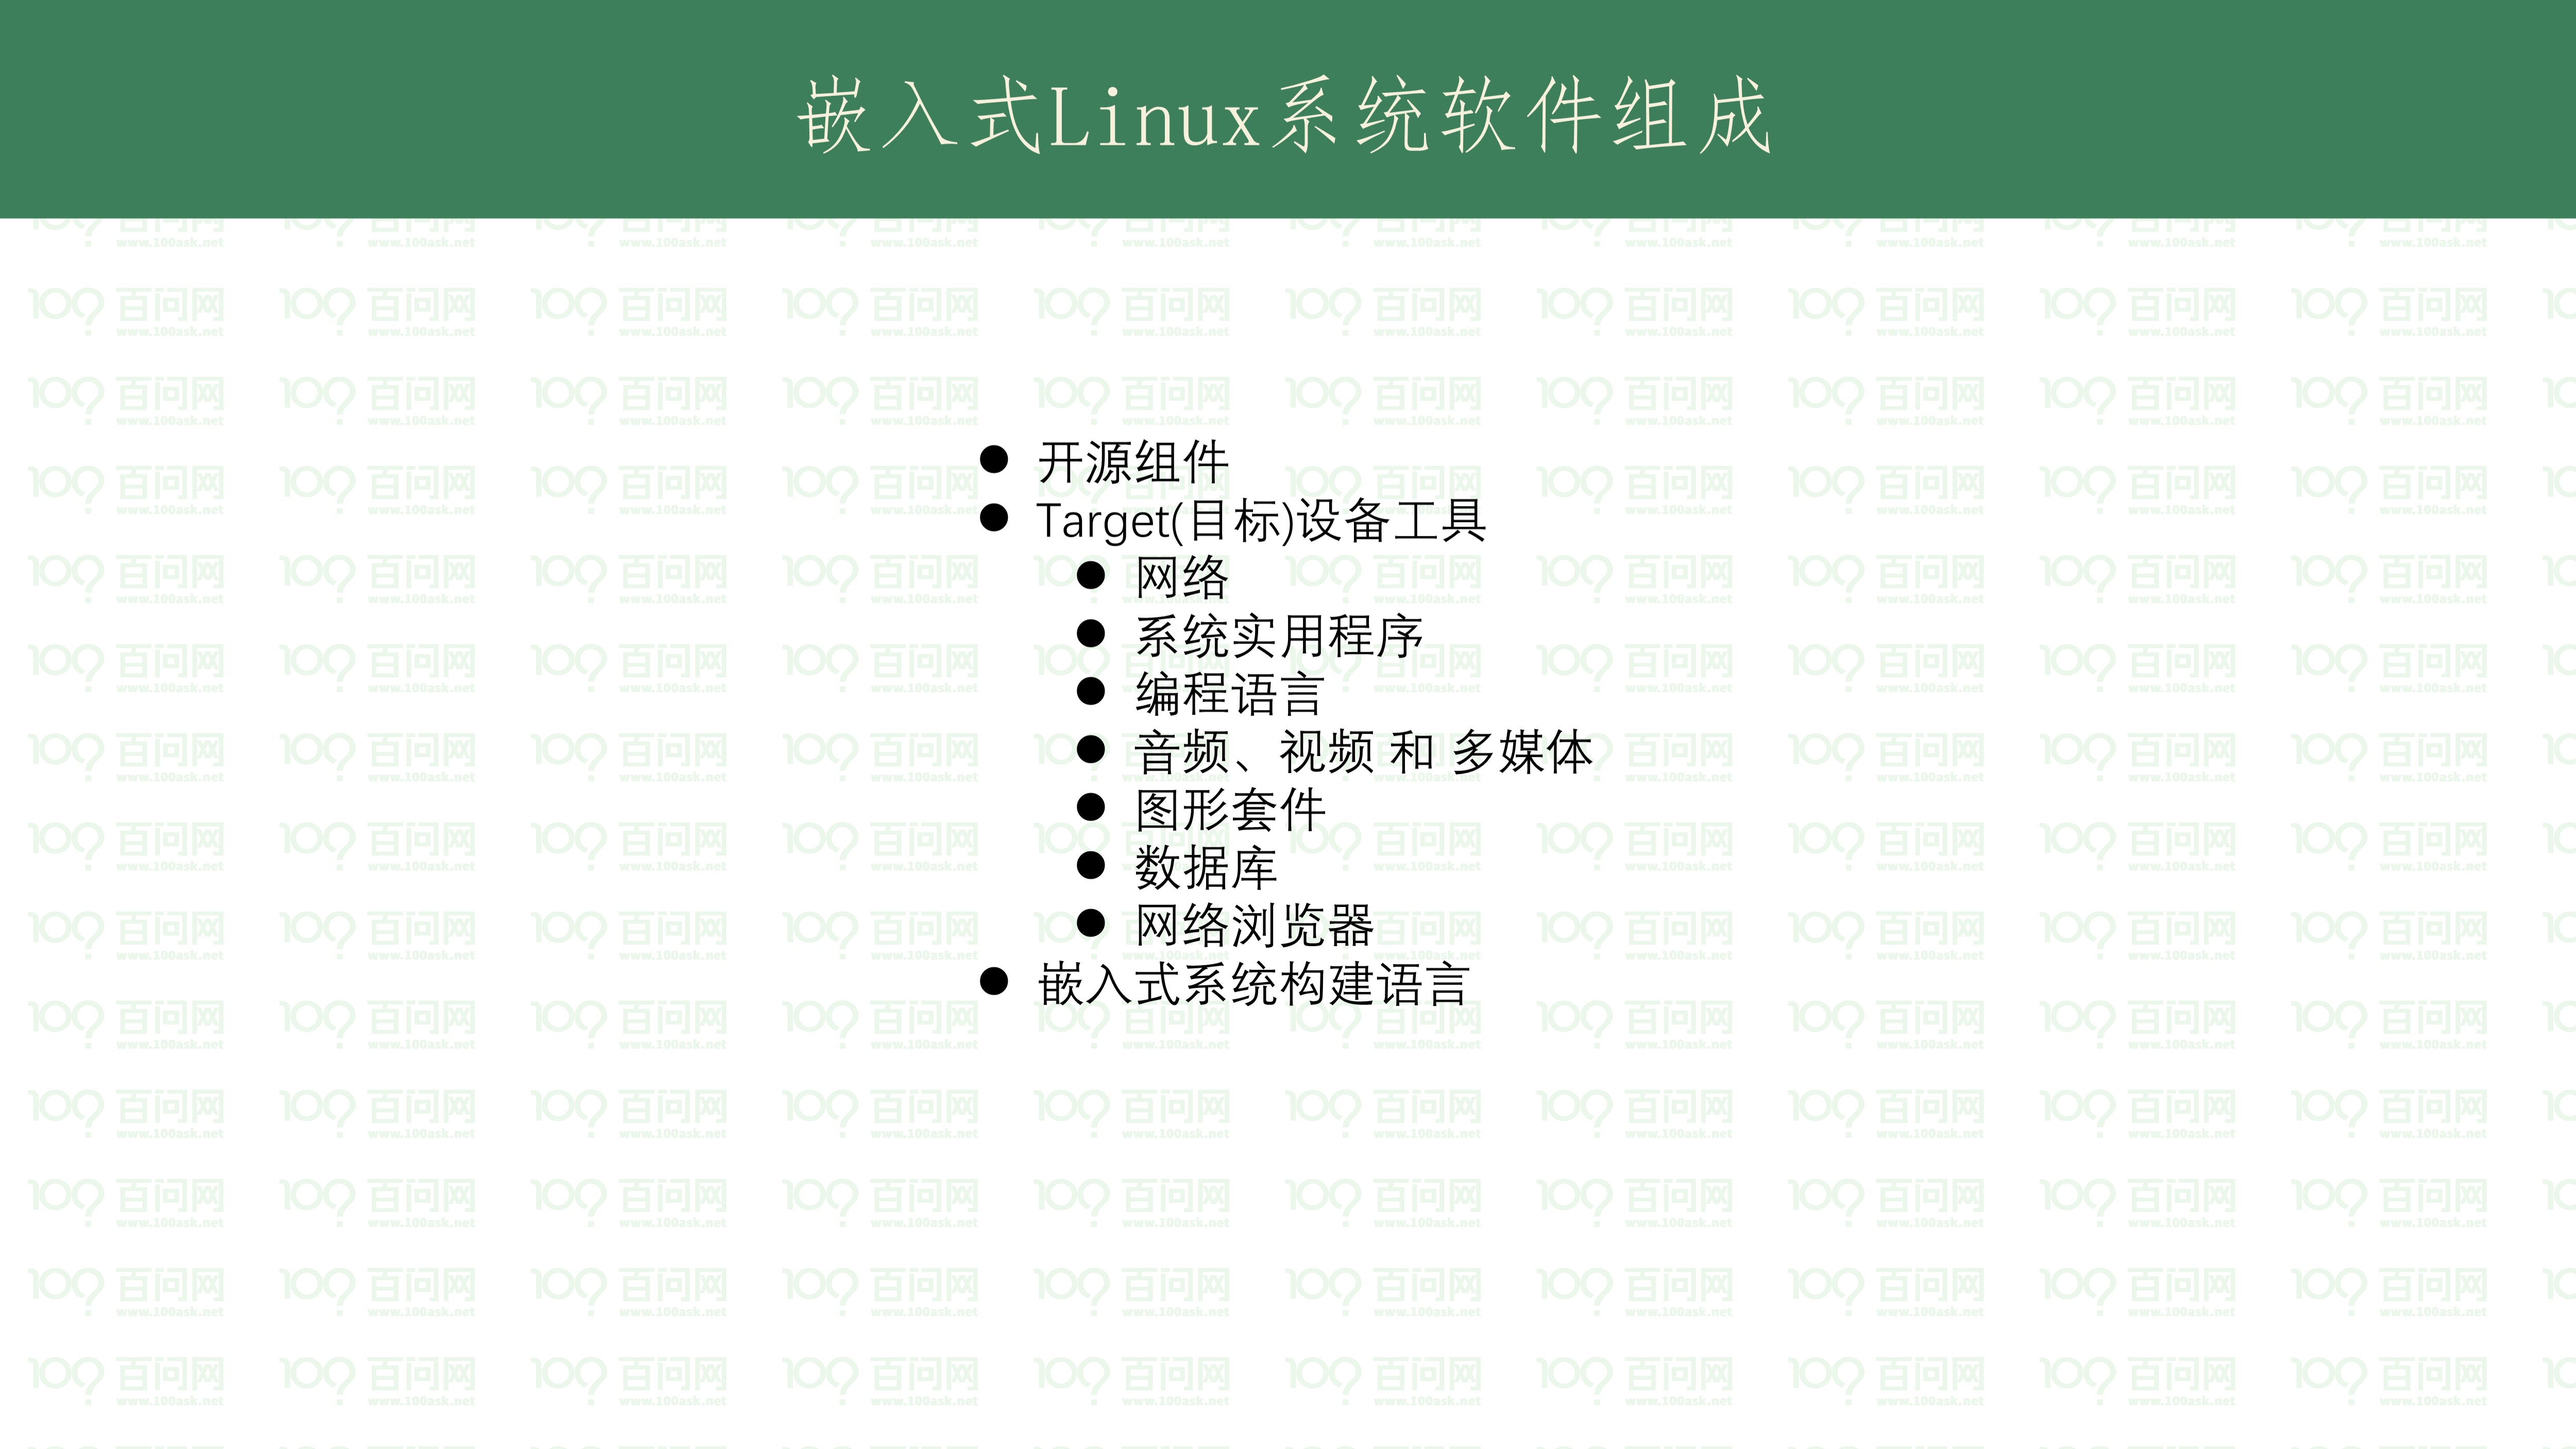 嵌入式Linux系统软件组成
● 开源组件
● Target(目标)设备工具
● 网络
● 系统实用程序
● 编程语言
● 音频、视频 和 多媒体
● 图形套件
● 数据库
● 网络浏览器
● 嵌入式系统构建语言
百问网
www.100ask.net